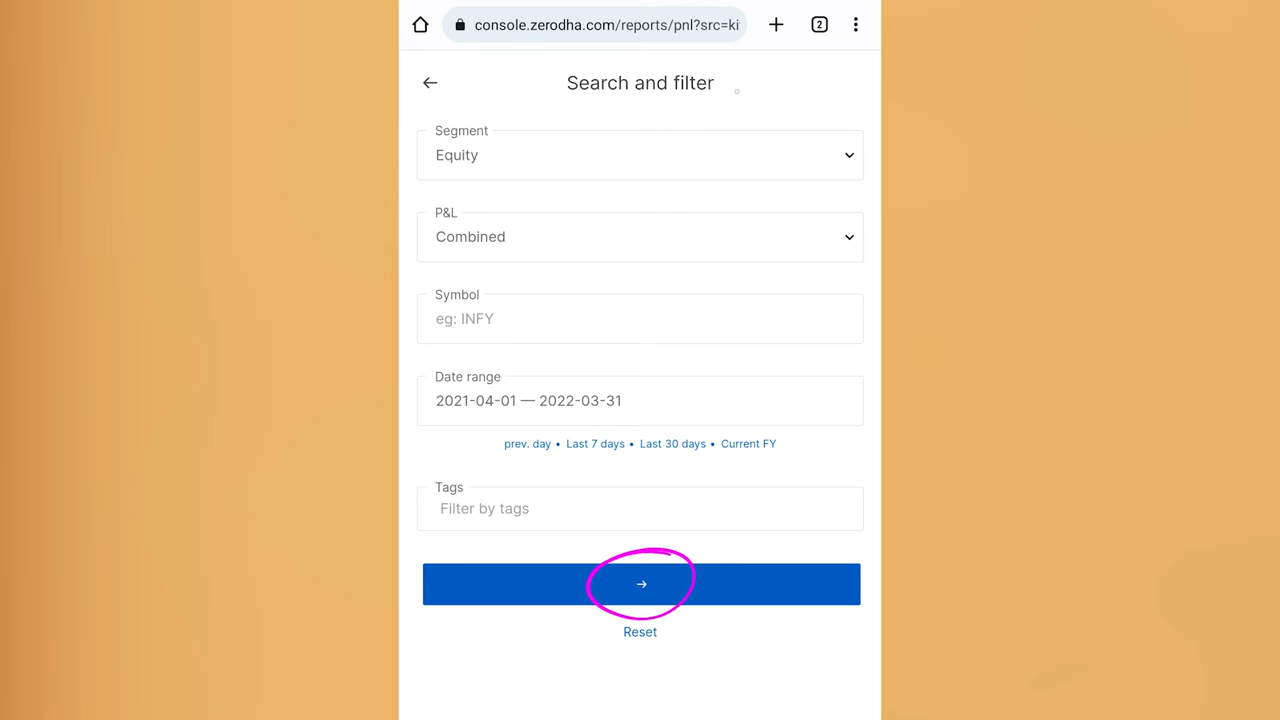 console.zerodha.com/reports/pnl?src=ki
2
Search and filter
Segment
Equity
P&L
Combined
Symbol
eg: INFY
Date range
2021-04-01 — 2022-03-31
prev. day • Last 7 days • Last 30 days • Current FY
Tags
Filter by tags
Reset